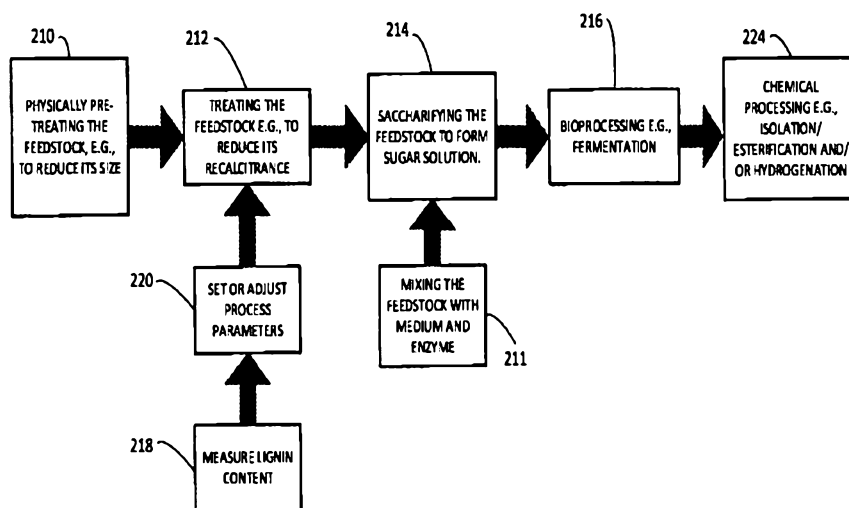 210
PHYSICALLY PRE-
TREATING THE
FEEDSTOCK, E.G.,
TO REDUCE ITS SIZE
212
TREATING THE
FEEDSTOCK E.G., TO
REDUCE ITS
RECALCITRANCE
214
SACCHARIFYING THE
FEEDSTOCK TO FORM
SUGAR SOLUTION.
216
BIOPROCESSING E.G.,
FERMENTATION
224
CHEMICAL
PROCESSING E.G.,
ISOLATION/
ESTERIFICATION AND/
OR HYDROGENATION
220
SET OR ADJUST
PROCESS
PARAMETERS
MIXING THE
FEEDSTOCK WITH
MEDIUM AND
ENZYME
211
218
MEASURE LIGNIN
CONTENT